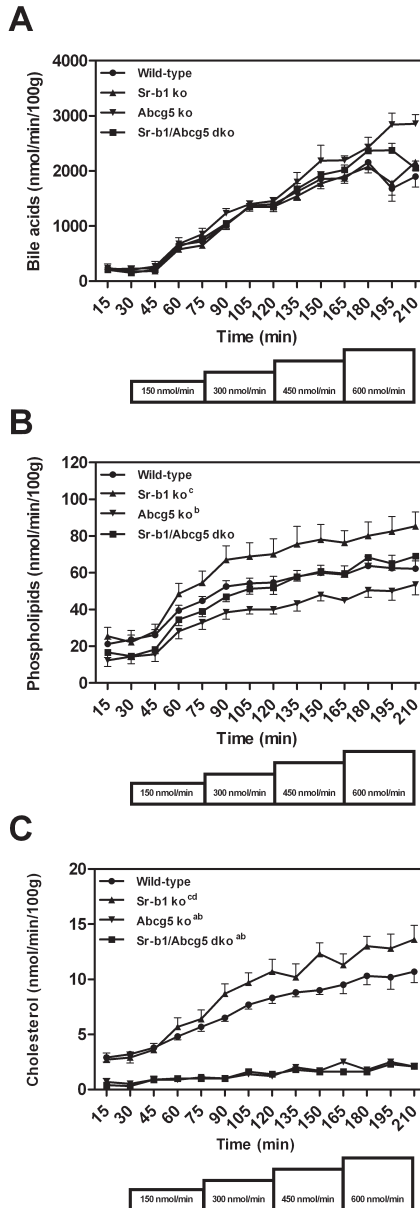 A
Bile acids (nmol/min/100g)
4000
3000
2000
1000
0
Wild-type
Sr-b1 ko
Abcg5 ko
Sr-b1/Abcg5 dko
15 30 45 60 75 90 105 120 135 150 165 180 195 210
Time (min)
150 nmol/min 300 nmol/min 450 nmol/min 600 nmol/min
B
Phospholipids (nmol/min/100g)
120
100
80
60
40
20
0
Wild-type
Sr-b1 ko c
Abcg5 ko b
Sr-b1/Abcg5 dko
15 30 45 60 75 90 105 120 135 150 165 180 195 210
Time (min)
150 nmol/min 300 nmol/min 450 nmol/min 600 nmol/min
C
Cholesterol (nmol/min/100g)
20
15
10
5
0
Wild-type
Sr-b1 ko cd
Abcg5 ko ab
Sr-b1/Abcg5 dko ab
15 30 45 60 75 90 105 120 135 150 165 180 195 210
Time (min)
150 nmol/min 300 nmol/min 450 nmol/min 600 nmol/min